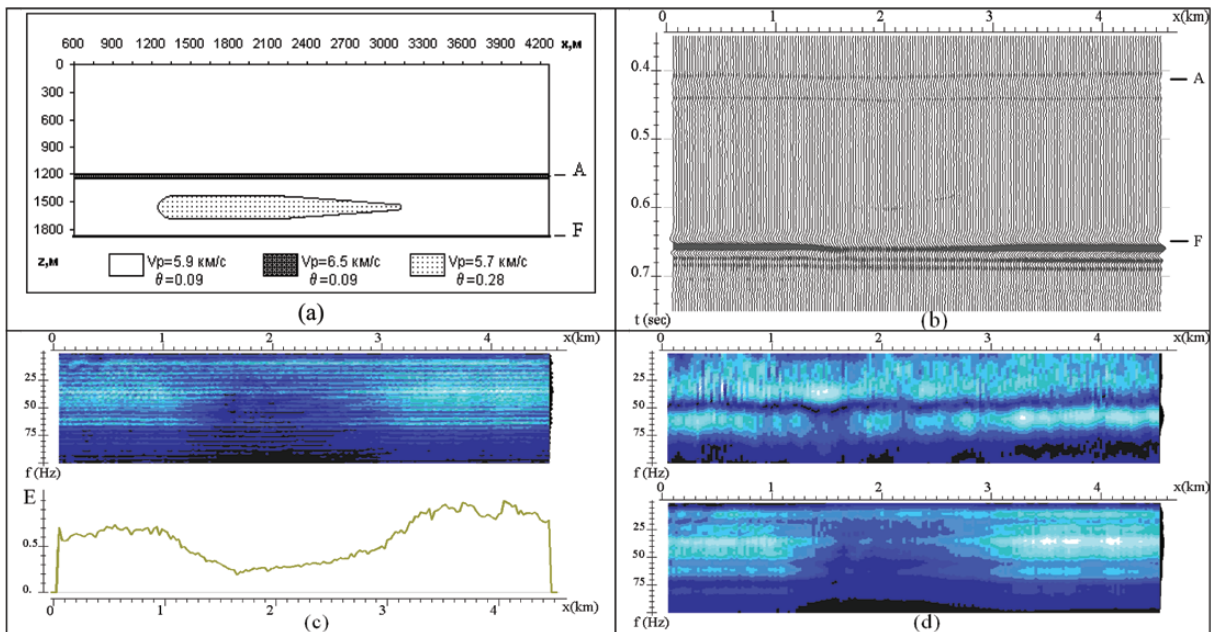 600 900 1200 1500 1800 2100 2400 2700 3000 3300 3600 3900 4200 x,м
0
300
600
900
1200
1500
1800
z,м
A
F
Vp=5.9 км/с
θ=0.09
Vp=6.5 км/с
θ=0.09
Vp=5.7 км/с
θ=0.28
(a)
0 1 2 3 4 x(km)
0.4
0.5
0.6
0.7
t (sec)
A
F
(b)
0 1 2 3 4 x(km)
25
50
75
f (Hz)
E
0.5
0.
0 1 2 3 4 x(km)
(c)
0 1 2 3 4 x(km)
25
50
75
f (Hz)
0 1 2 3 4 x(km)
25
50
75
f (Hz)
(d)